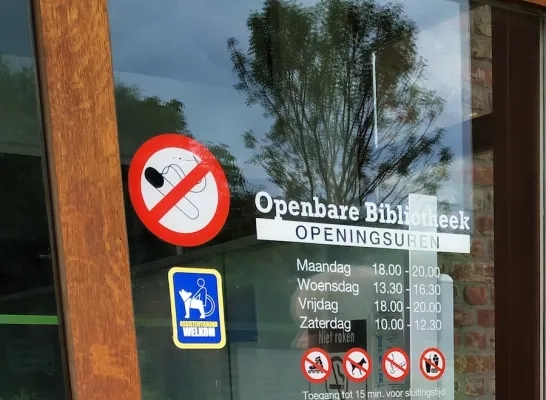 Openbare Bibliotheek
OPENINGSUREN
Maandag 18.00 - 20.00
Woensdag 13.30 - 16.30
Vrijdag 18.00 - 20.00
Zaterdag 10.00 - 12.30
ASSISTENTIEHOND
WELKOM
Niet roken
Toegang tot 15 min. voor sluitingstijd